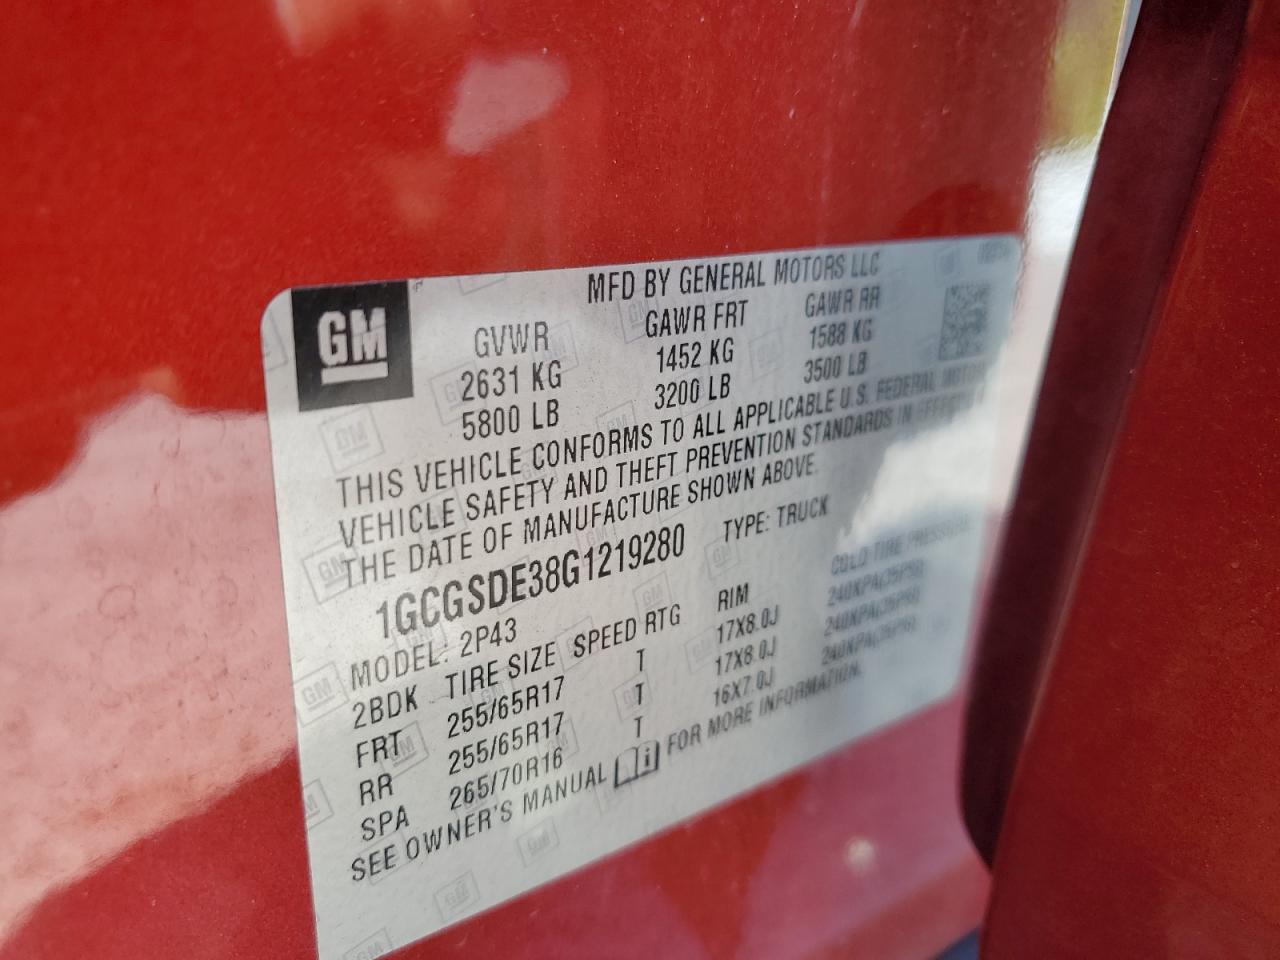 MFD BY GENERAL MOTORS LLC
GM
GVWR GAWR FRT GAWR RR
2631 KG 1452 KG 1588 KG
5800 LB 3200 LB 3500 LB
THIS VEHICLE CONFORMS TO ALL APPLICABLE U.S. FEDERAL MOTOR
VEHICLE SAFETY AND THEFT PREVENTION STANDARDS IN EFFECT
THE DATE OF MANUFACTURE SHOWN ABOVE.
1GCGSDE38G1219280 TYPE: TRUCK
MODEL: 2P43
2BDK TIRE SIZE SPEED RTG RIM COLD TIRE PRESSURE
FRT 255/65R17 T 17X8.0J 240KPA(35PSI)
RR 255/65R17 T 17X8.0J 240KPA(35PSI)
SPA 265/70R16 T 16X7.0J 240KPA(35PSI)
SEE OWNER'S MANUAL FOR MORE INFORMATION.